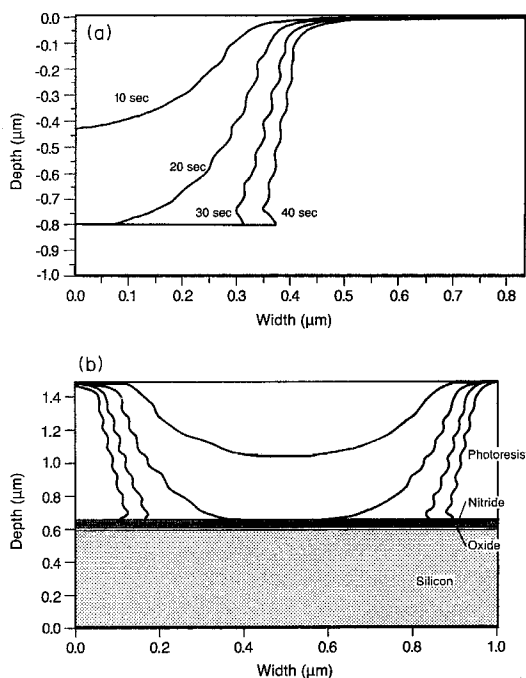 (a)
0.0
-0.1
-0.2
-0.3
-0.4
-0.5
-0.6
-0.7
-0.8
-0.9
-1.0
Depth (μm)
10 sec
20 sec
30 sec
40 sec
0.0 0.1 0.2 0.3 0.4 0.5 0.6 0.7 0.8
Width (μm)
(b)
1.4
1.2
1.0
0.8
0.6
0.4
0.2
0.0
Depth (μm)
Photoresist
Nitride
Oxide
Silicon
0.0 0.2 0.4 0.6 0.8 1.0
Width (μm)